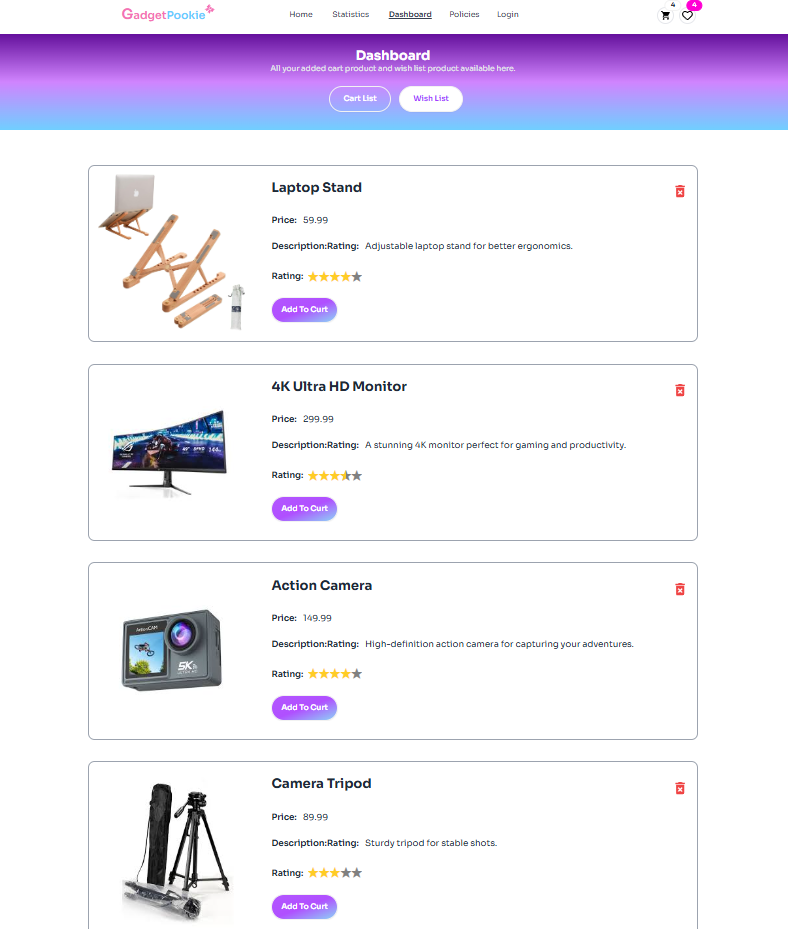 GadgetPookie
Home Statistics Dashboard Policies Login
4 4
Dashboard
All your added cart product and wish list product available here.
Cart List Wish List
Laptop Stand
Price: 59.99
Description:Rating: Adjustable laptop stand for better ergonomics.
Rating:
Add To Curt
4K Ultra HD Monitor
Price: 299.99
Description:Rating: A stunning 4K monitor perfect for gaming and productivity.
Rating:
Add To Curt
Action Camera
ActionCAM
5K
ULTRA HD
Price: 149.99
Description:Rating: High-definition action camera for capturing your adventures.
Rating:
Add To Curt
Camera Tripod
Price: 89.99
Description:Rating: Sturdy tripod for stable shots.
Rating:
Add To Curt